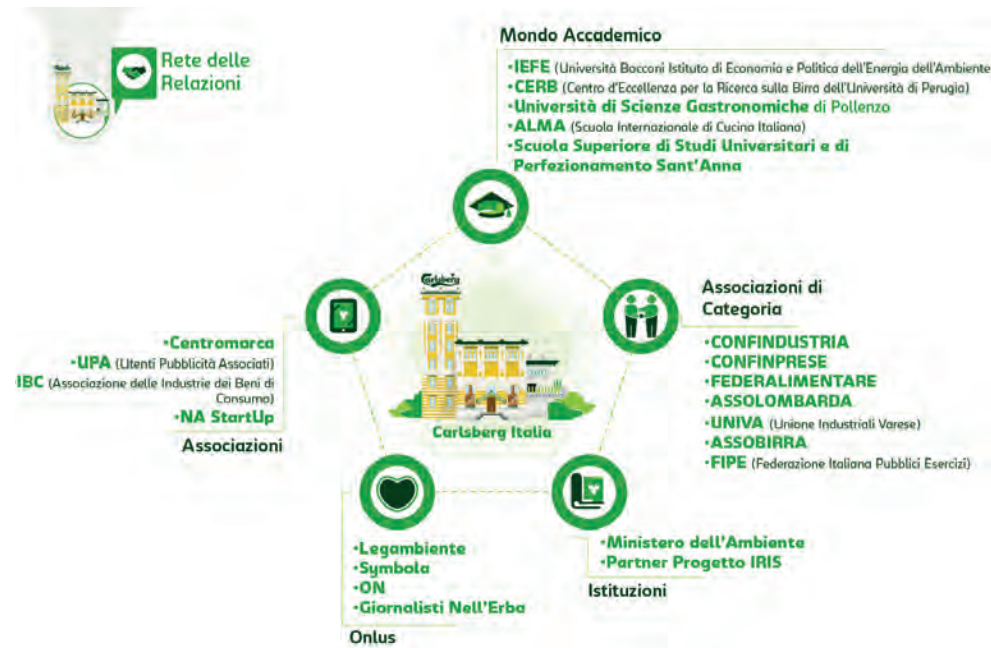 Rete delle
Relazioni
Mondo Accademico
•IEFE (Università Bocconi Istituto di Economia e Politica dell'Energia dell'Ambiente
•CERB (Centro d'Eccellenza per la Ricerca sulla Birra dell'Università di Perugia)
•Università di Scienze Gastronomiche di Pollenzo
•ALMA (Scuola Internazionale di Cucina Italiana)
•Scuola Superiore di Studi Universitari e di
Perfezionamento Sant'Anna
Associazioni di
Categoria
•CONFINDUSTRIA
•CONFINPRESE
•FEDERALIMENTARE
•ASSOLOMBARDA
•UNIVA (Unione Industriali Varese)
•ASSOBIRRA
•FIPE (Federazione Italiana Pubblici Esercizi)
Carlsberg
Carlsberg Italia
•Centromarca
•UPA (Utenti Pubblicità Associati)
IBC (Associazione delle Industrie dei Beni di
Consumo)
•NA StartUp
Associazioni
•Legambiente
•Symbola
•ON
•Giornalisti Nell'Erba
Onlus
•Ministero dell'Ambiente
•Partner Progetto IRIS
Istituzioni